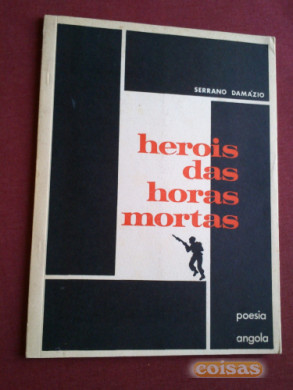 SERRANO DAMÁZIO
herois
das
horas
mortas
poesia
angola
coisas